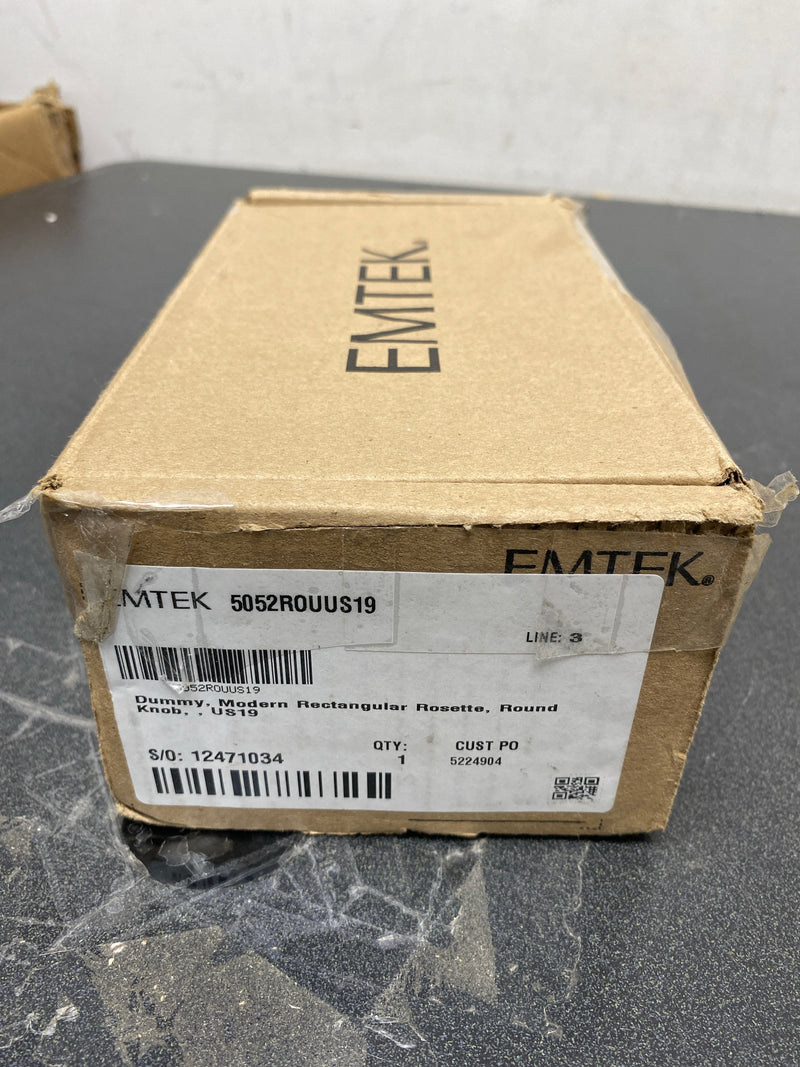 EMTEK®
EMTEK®
EMTEK 5052ROUUS19
LINE: 3
5052ROUUS19
Dummy, Modern Rectangular Rosette, Round
Knob, , US19
S/O: 12471034
QTY:
1
CUST PO
5224904